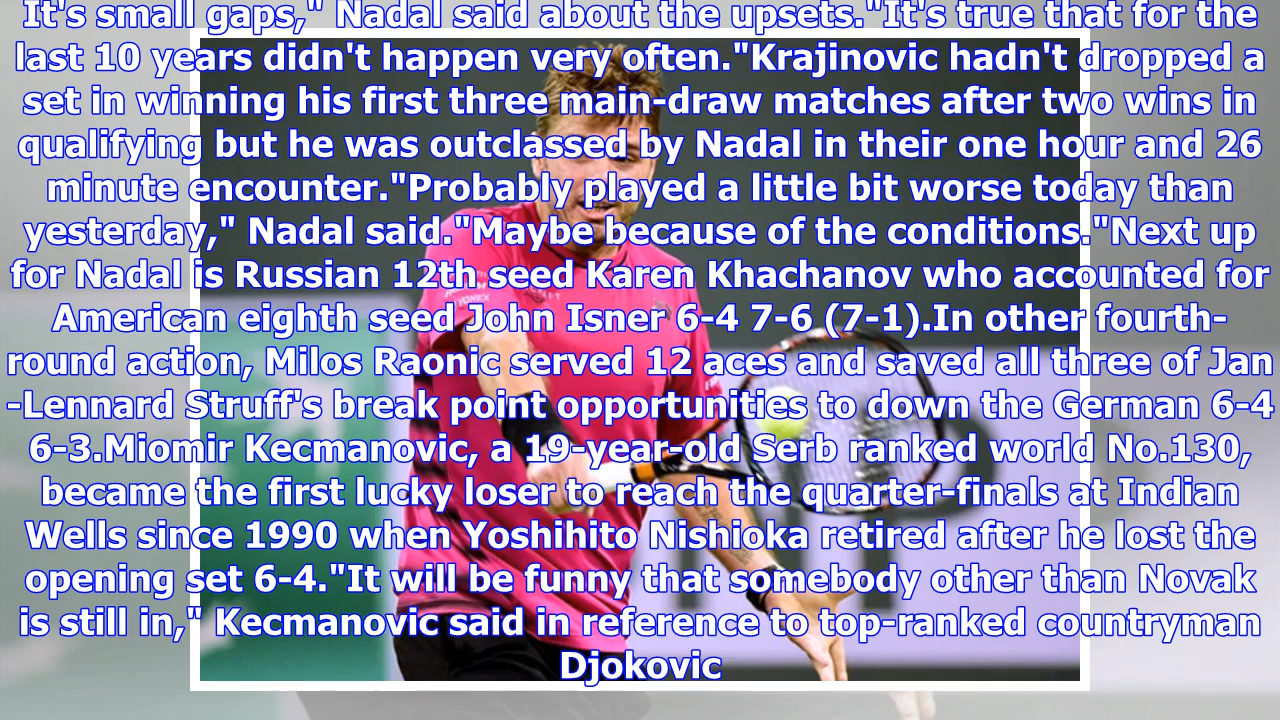 It's small gaps," Nadal said about the upsets."It's true that for the
last 10 years didn't happen very often."Krajinovic hadn't dropped a
set in winning his first three main-draw matches after two wins in
qualifying but he was outclassed by Nadal in their one hour and 26
minute encounter."Probably played a little bit worse today than
yesterday," Nadal said."Maybe because of the conditions."Next up
for Nadal is Russian 12th seed Karen Khachanov who accounted for
American eighth seed John Isner 6-4 7-6 (7-1).In other fourth-
round action, Milos Raonic served 12 aces and saved all three of Jan
-Lennard Struff's break point opportunities to down the German 6-4
6-3.Miomir Kecmanovic, a 19-year-old Serb ranked world No.130,
became the first lucky loser to reach the quarter-finals at Indian
Wells since 1990 when Yoshihito Nishioka retired after he lost the
opening set 6-4."It will be funny that somebody other than Novak
is still in," Kecmanovic said in reference to top-ranked countryman
Djokovic
YONEX